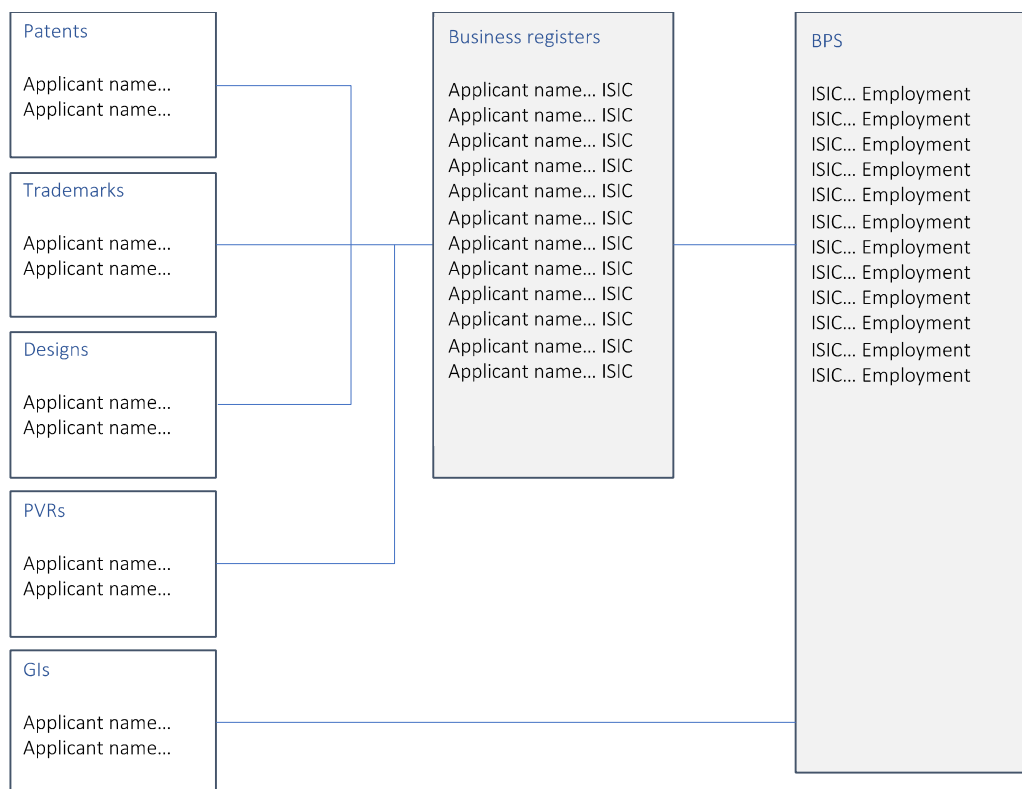 Patents
Applicant name...
Applicant name...
Trademarks
Applicant name...
Applicant name...
Designs
Applicant name...
Applicant name...
PVRs
Applicant name...
Applicant name...
GIs
Applicant name...
Applicant name...
Business registers
Applicant name... ISIC
Applicant name... ISIC
Applicant name... ISIC
Applicant name... ISIC
Applicant name... ISIC
Applicant name... ISIC
Applicant name... ISIC
Applicant name... ISIC
Applicant name... ISIC
Applicant name... ISIC
Applicant name... ISIC
Applicant name... ISIC
BPS
ISIC... Employment
ISIC... Employment
ISIC... Employment
ISIC... Employment
ISIC... Employment
ISIC... Employment
ISIC... Employment
ISIC... Employment
ISIC... Employment
ISIC... Employment
ISIC... Employment
ISIC... Employment